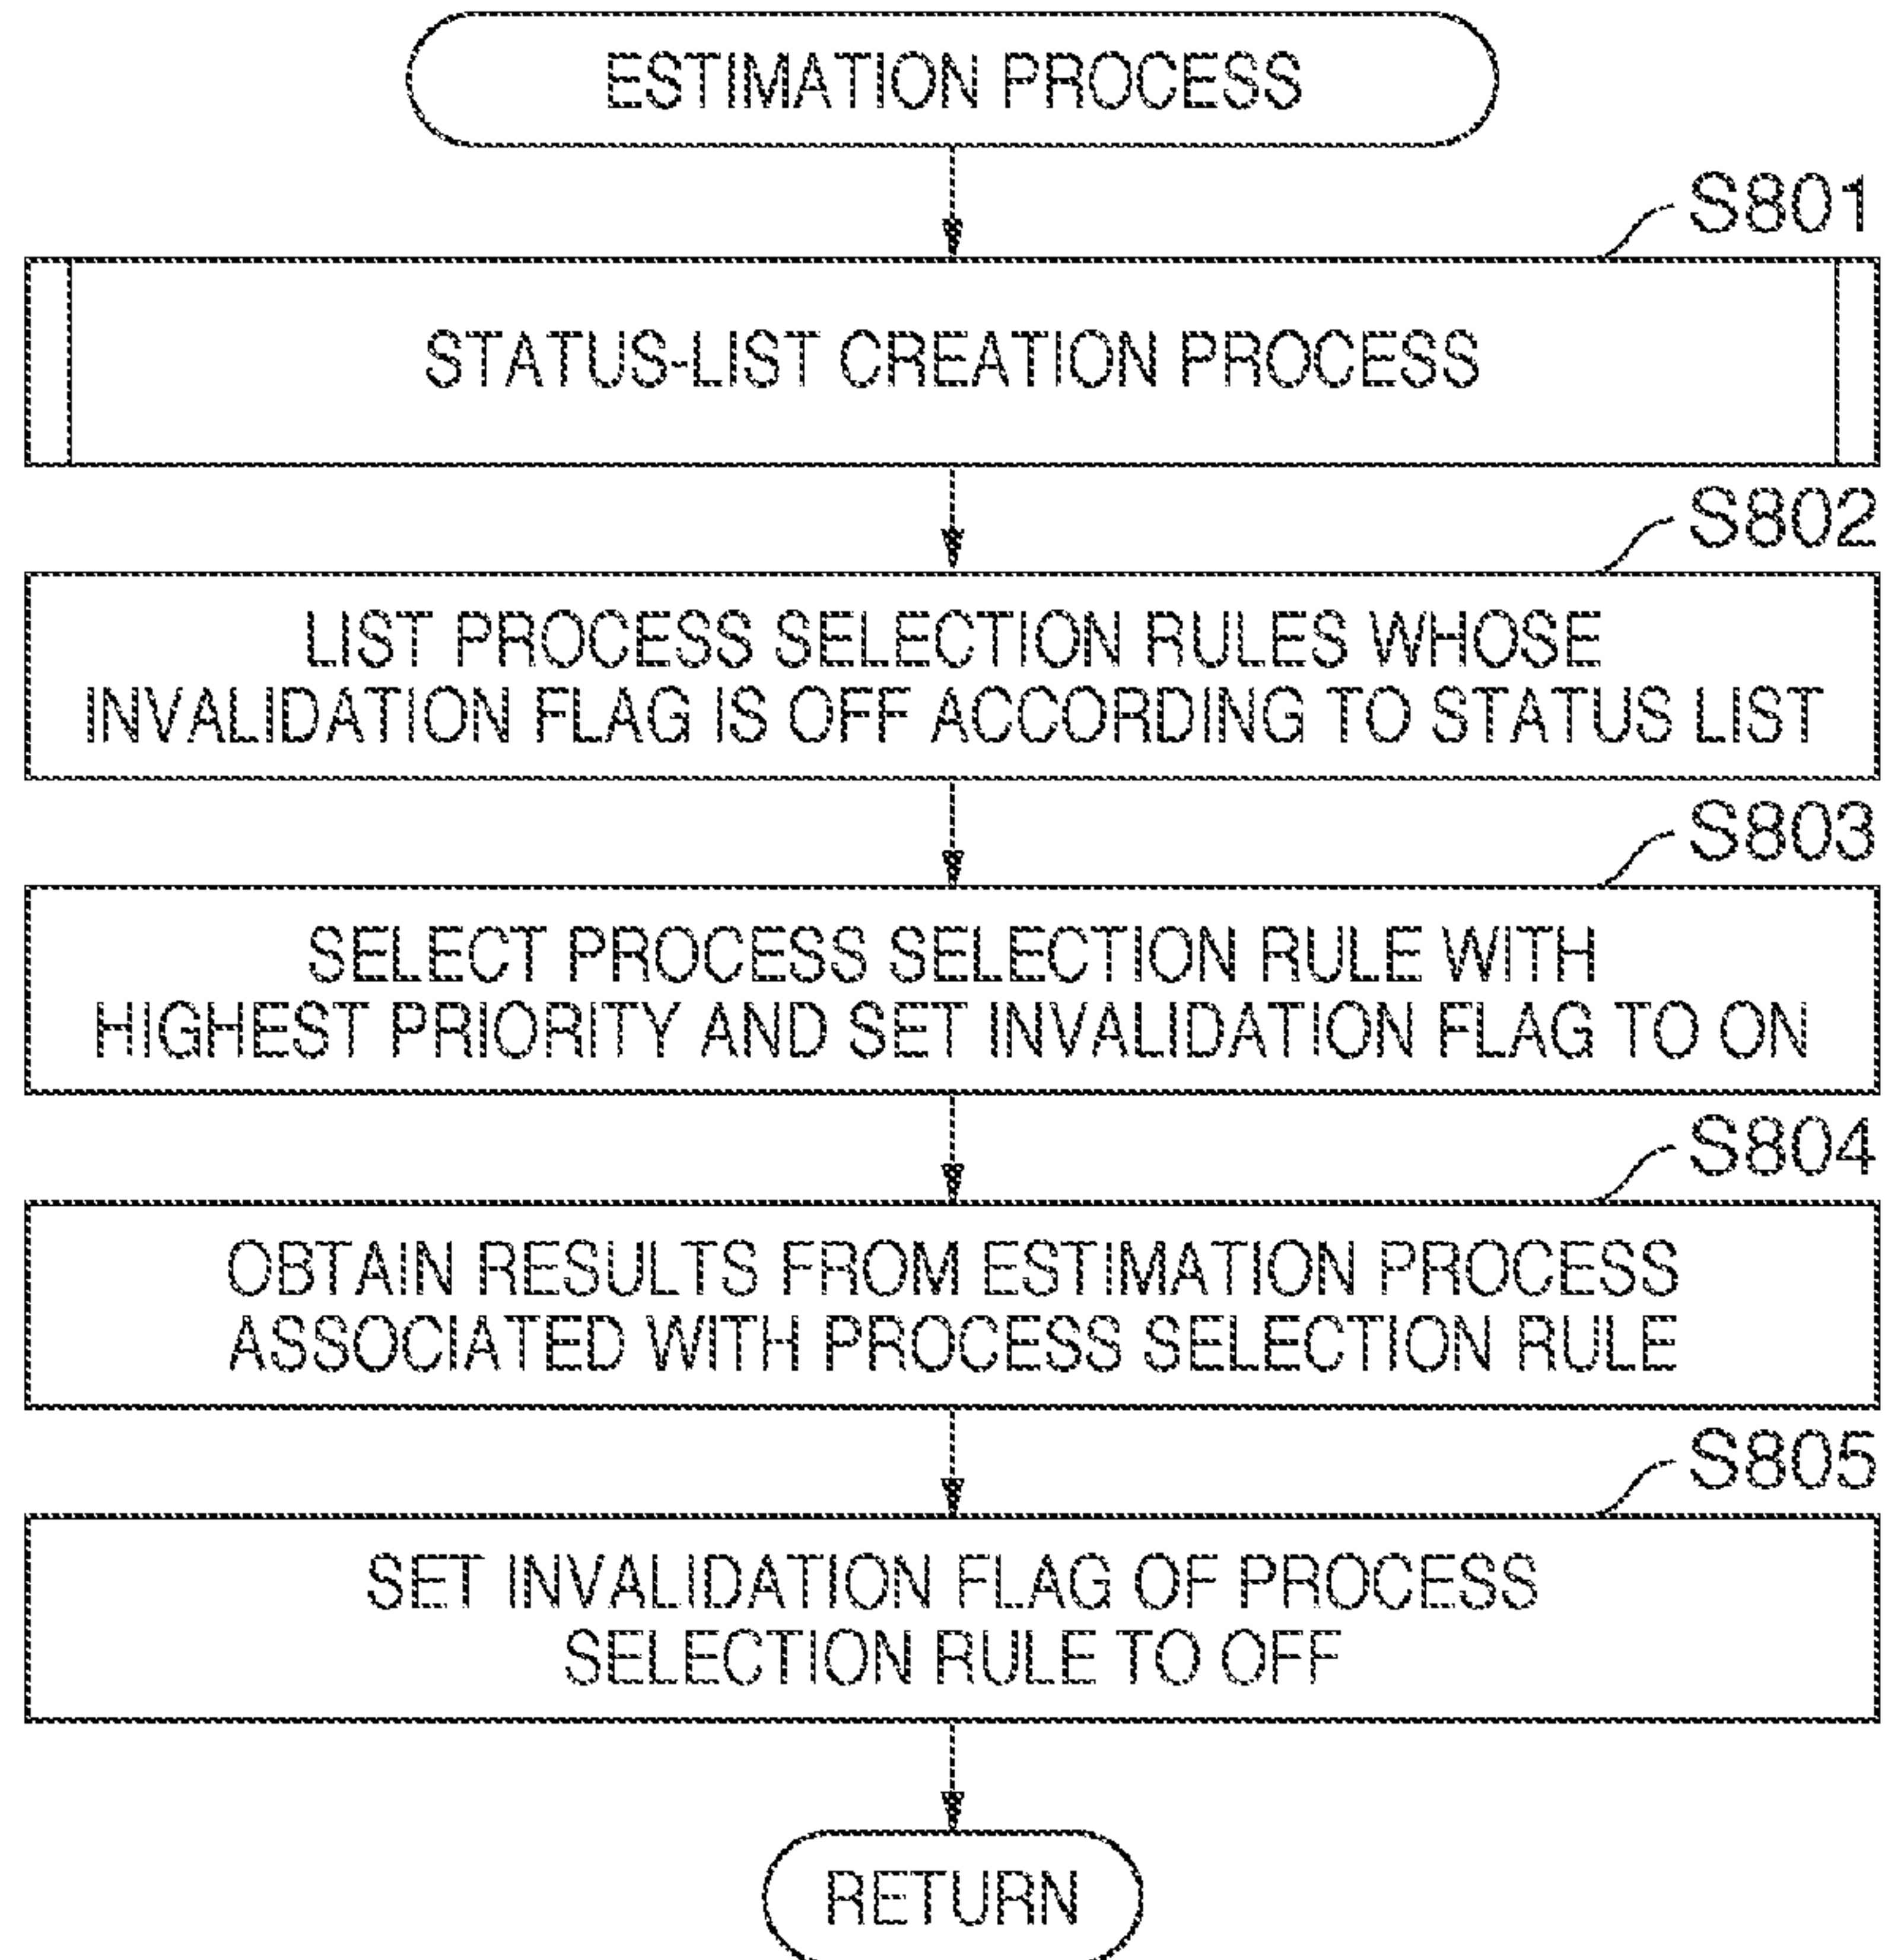 ESTIMATION PROCESS
S801
STATUS-LIST CREATION PROCESS
S802
LIST PROCESS SELECTION RULES WHOSE
INVALIDATION FLAG IS OFF ACCORDING TO STATUS LIST
S803
SELECT PROCESS SELECTION RULE WITH
HIGHEST PRIORITY AND SET INVALIDATION FLAG TO ON
S804
OBTAIN RESULTS FROM ESTIMATION PROCESS
ASSOCIATED WITH PROCESS SELECTION RULE
S805
SET INVALIDATION FLAG OF PROCESS
SELECTION RULE TO OFF
RETURN